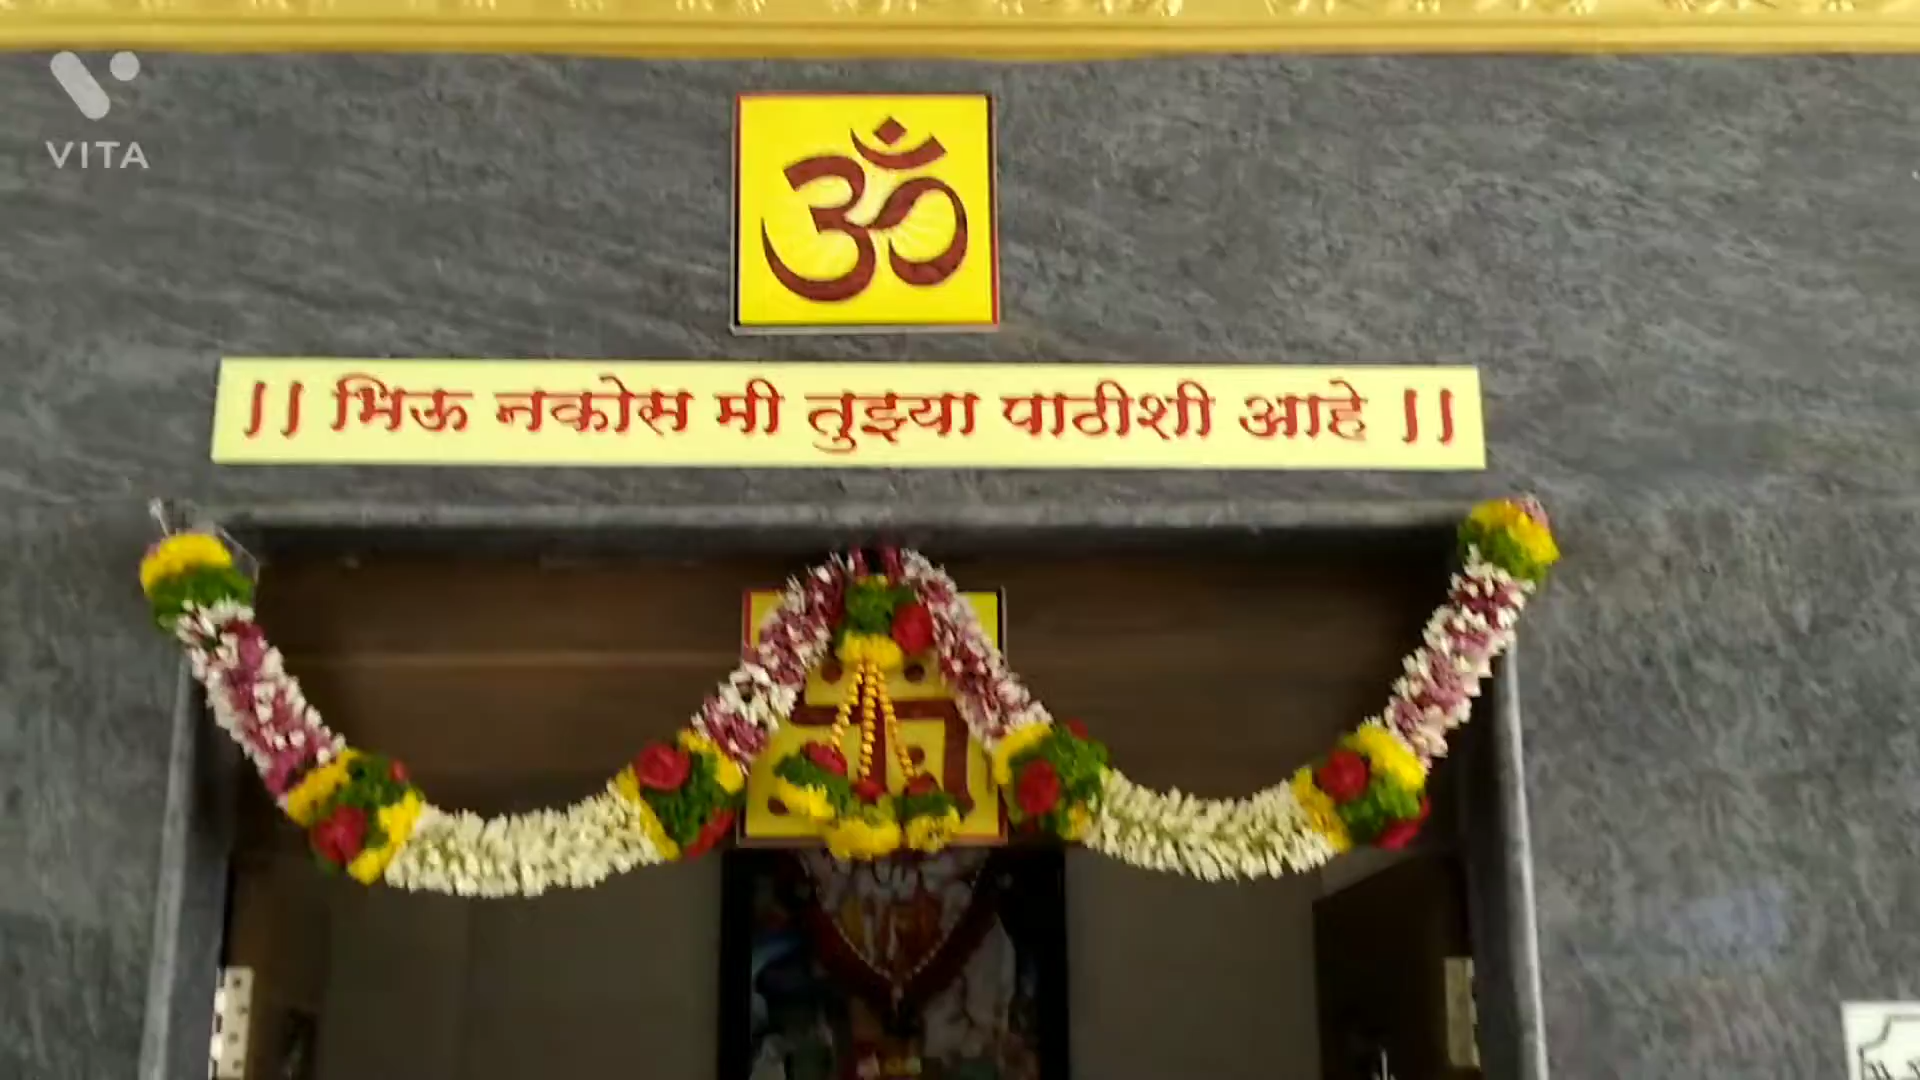 VITA
ॐ
।। भिऊ नकोस मी तुझ्या पाठीशी आहे ।।